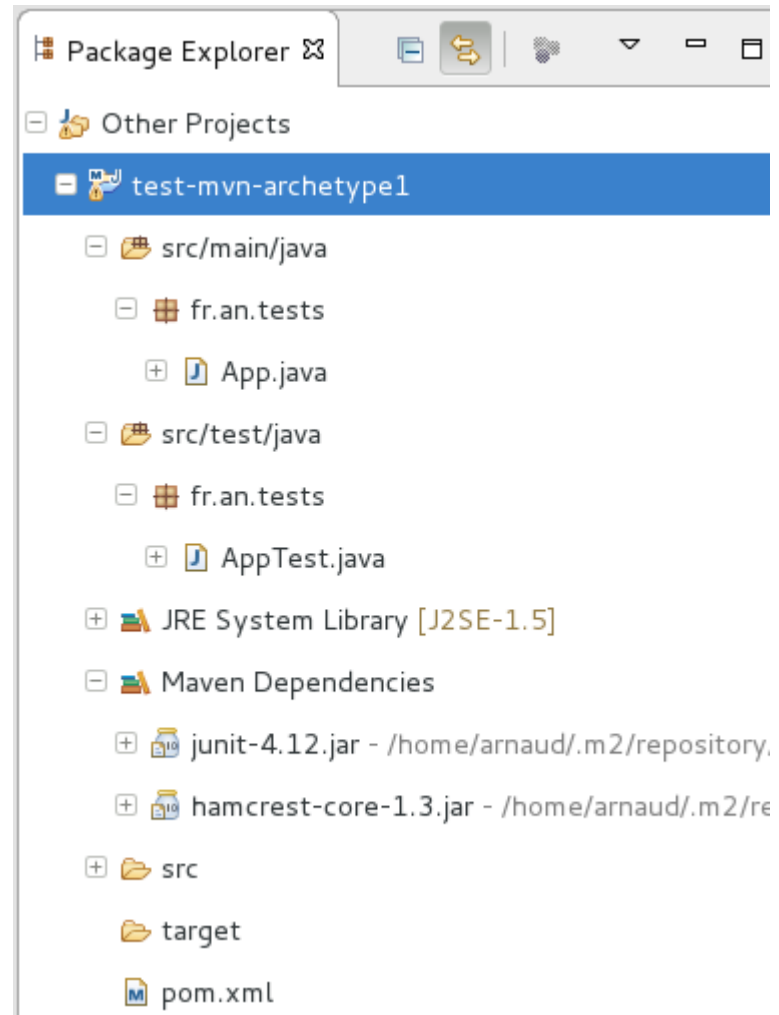 Package Explorer
Other Projects
test-mvn-archetype1
src/main/java
fr.an.tests
App.java
src/test/java
fr.an.tests
AppTest.java
JRE System Library [J2SE-1.5]
Maven Dependencies
junit-4.12.jar - /home/arnaud/.m2/repository/
hamcrest-core-1.3.jar - /home/arnaud/.m2/re
src
target
pom.xml